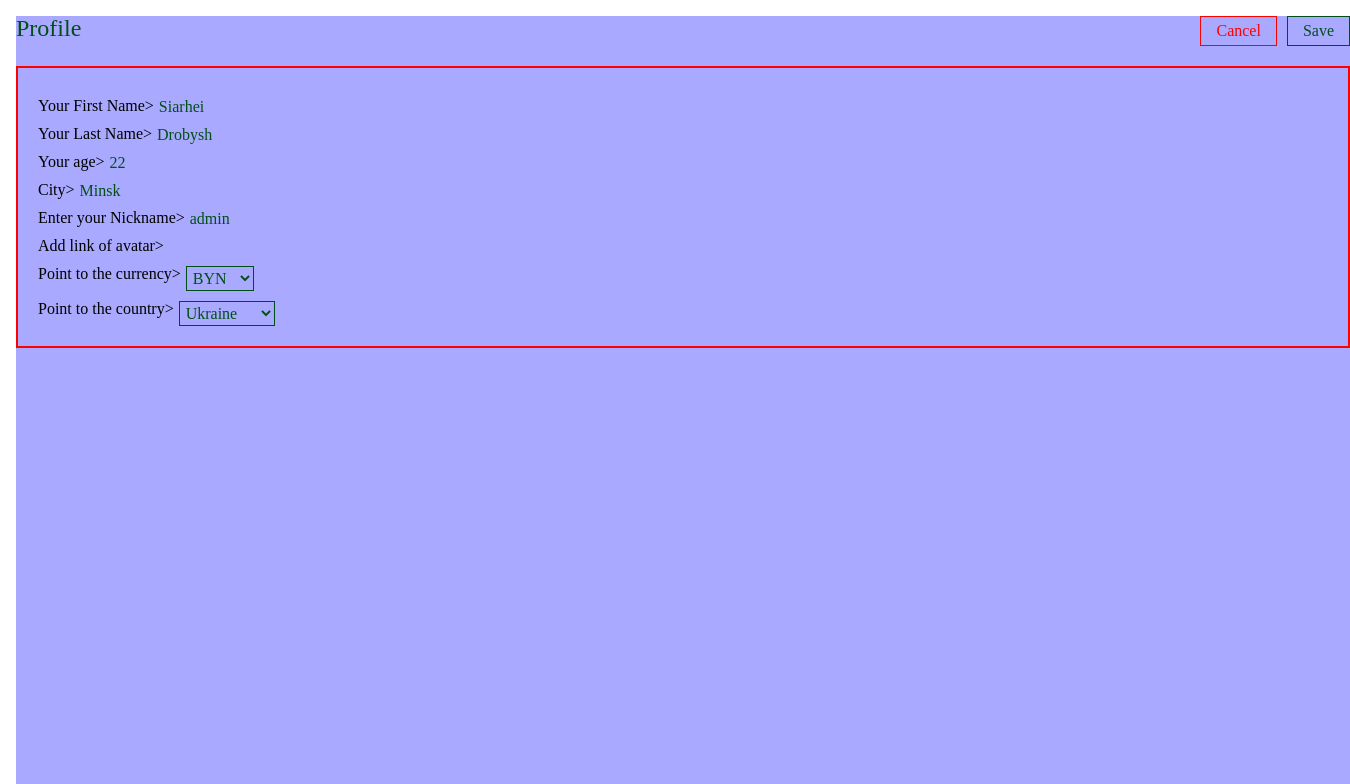 Profile
Cancel Save
Your First Name> Siarhei
Your Last Name> Drobysh
Your age> 22
City> Minsk
Enter your Nickname> admin
Add link of avatar>
Point to the currency> BYN
Point to the country> Ukraine